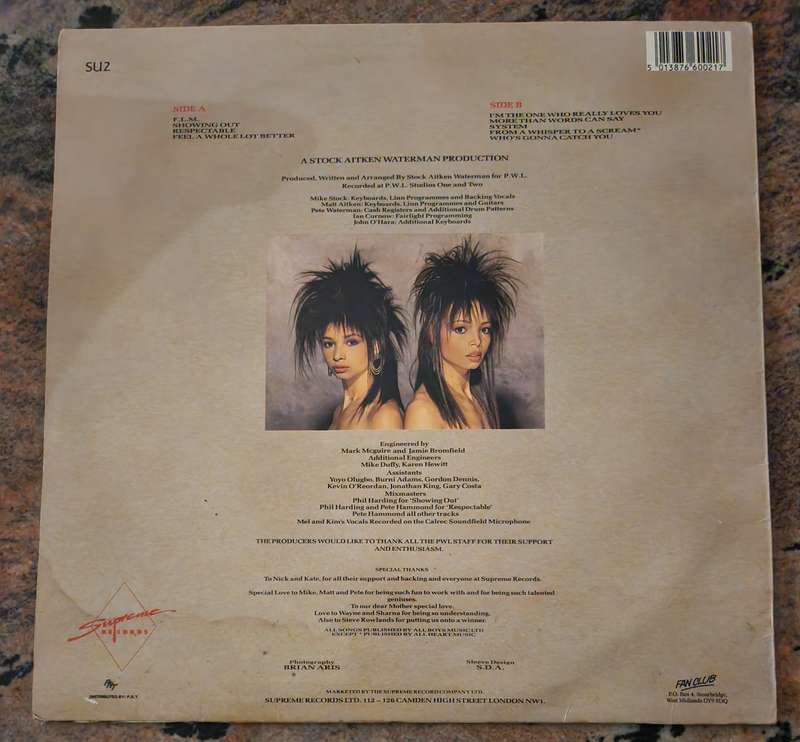 SU2
5 013876 600217
SIDE A
F.L.M.
SHOWING OUT
RESPECTABLE
FEEL A WHOLE LOT BETTER
SIDE B
I'M THE ONE WHO REALLY LOVES YOU
MORE THAN WORDS CAN SAY
SYSTEM
FROM A WHISPER TO A SCREAM*
WHO'S GONNA CATCH YOU
A STOCK AITKEN WATERMAN PRODUCTION
Produced, Written and Arranged By Stock Aitken Waterman for P.W.L.
Recorded at P.W.L. Studios One and Two
Mike Stock: Keyboards, Linn Programmes and Backing Vocals
Matt Aitken: Keyboards, Linn Programmes and Guitars
Pete Waterman: Cash Registers and Additional Drum Patterns
Ian Curnow: Fairlight Programming
John O'Hara: Additional Keyboards
Engineered by
Mark Mcguire and Jamie Bromfield
Additional Engineers
Mike Duffy, Karen Hewitt
Assistants
Yoyo Olugbo, Burni Adams, Gordon Dennis,
Kevin O'Reordan, Jonathan King, Gary Costa
Mixmasters
Phil Harding for 'Showing Out'
Phil Harding and Pete Hammond for 'Respectable'
Pete Hammond all other tracks
Mel and Kim's Vocals Recorded on the Calrec Soundfield Microphone
THE PRODUCERS WOULD LIKE TO THANK ALL THE PWL STAFF FOR THEIR SUPPORT
AND ENTHUSIASM.
SPECIAL THANKS
To Nick and Kate, for all their support and backing and everyone at Supreme Records.
Special Love to Mike, Matt and Pete for being such fun to work with and for being such talented
geniuses.
To our dear Mother special love.
Love to Wayne and Sharna for being so understanding.
Also to Steve Rowlands for putting us onto a winner.
ALL SONGS PUBLISHED BY ALL BOYS MUSIC LTD
EXCEPT * PUBLISHED BY ALL HEART MUSIC
Supreme
RECORDS
Photography
BRIAN ARIS
Sleeve Design
S.D.A.
DISTRIBUTED BY: P.R.T.
MARKETED BY THE SUPREME RECORD COMPANY LTD.
SUPREME RECORDS LTD. 112 – 126 CAMDEN HIGH STREET LONDON NW1.
FAN CLUB
P.O. Box 4, Stourbridge,
West Midlands DY9